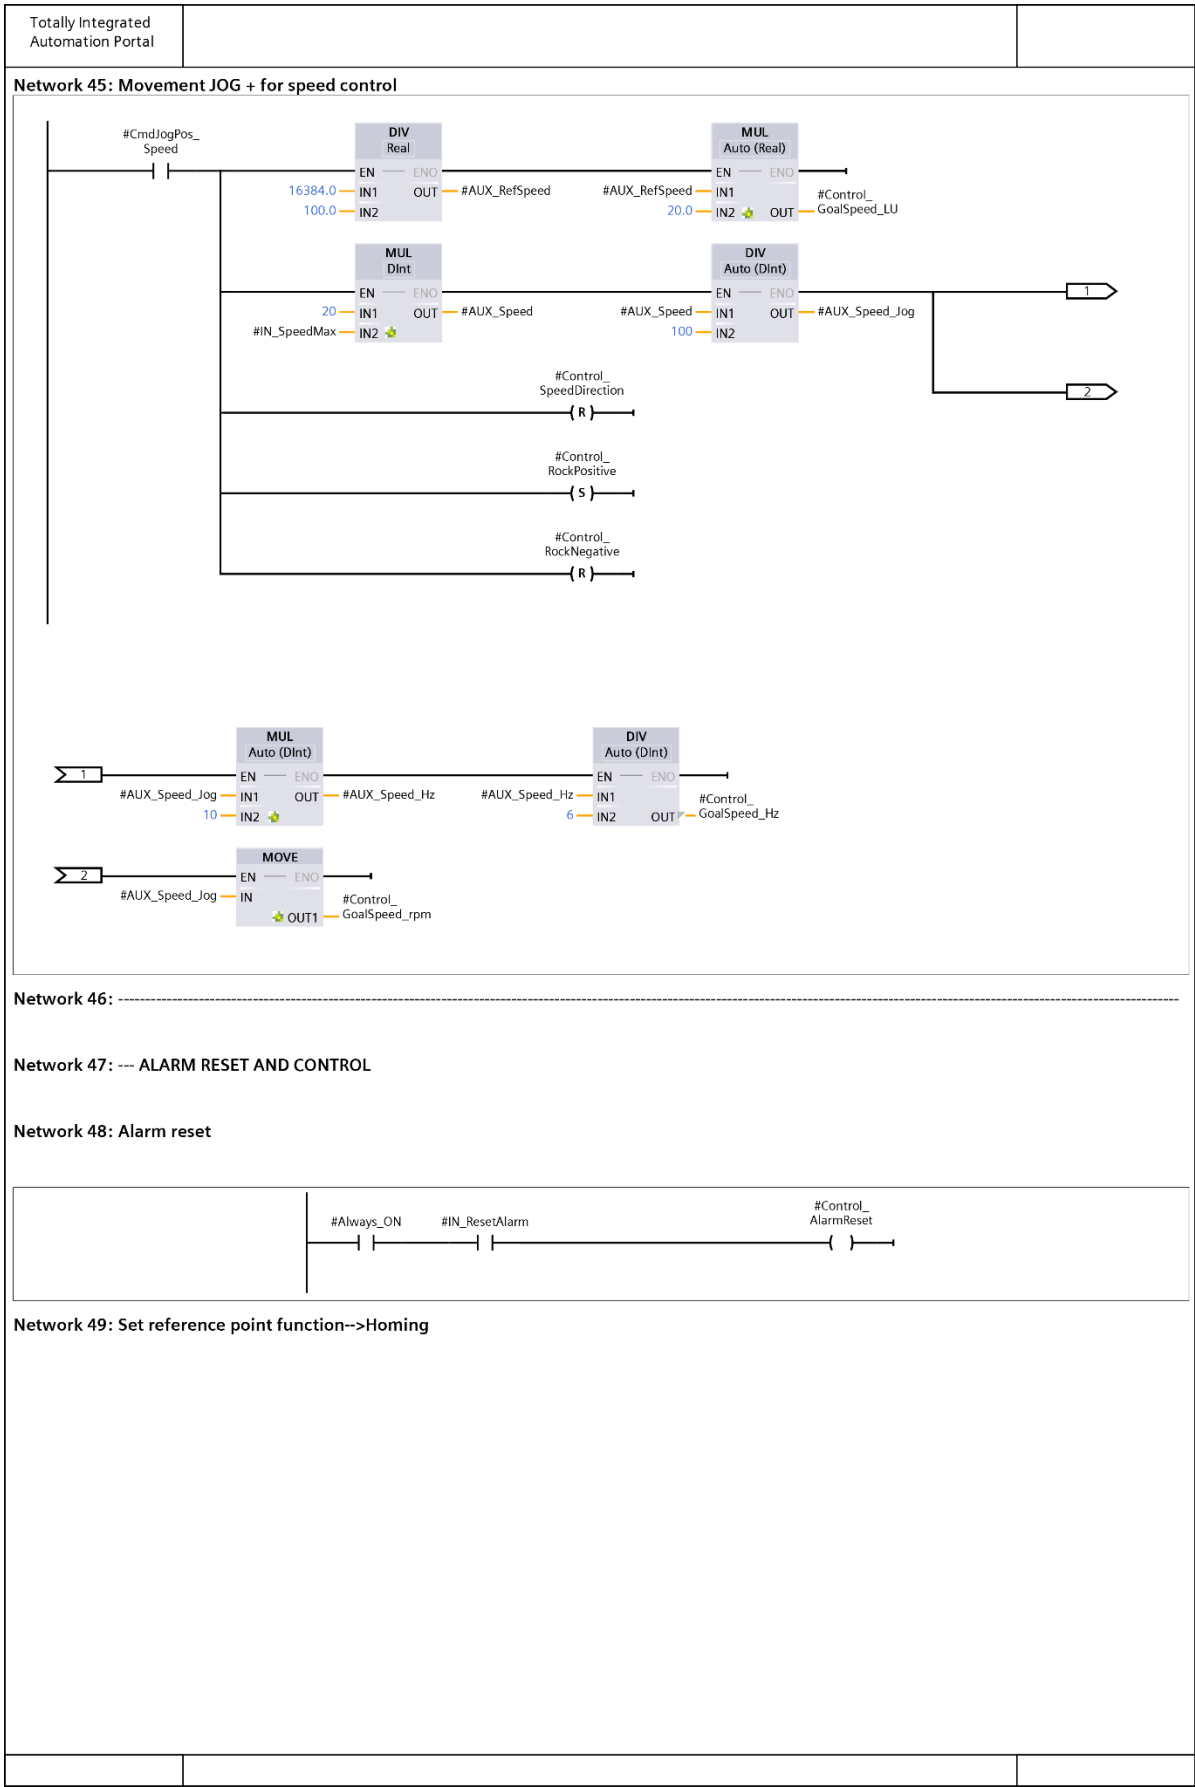 Totally Integrated
Automation Portal
Network 45: Movement JOG + for speed control
#CmdJogPos_
Speed
DIV
Real
EN ENO
16384.0 IN1 OUT #AUX_RefSpeed
100.0 IN2
MUL
Auto (Real)
EN ENO
#AUX_RefSpeed IN1
20.0 IN2 OUT
#Control_
GoalSpeed_LU
MUL
DInt
EN ENO
20 IN1 OUT #AUX_Speed
#IN_SpeedMax IN2
DIV
Auto (DInt)
EN ENO
#AUX_Speed IN1 OUT #AUX_Speed_Jog
100 IN2
1
2
#Control_
SpeedDirection
R
#Control_
RockPositive
S
#Control_
RockNegative
R
1
MUL
Auto (DInt)
EN ENO
#AUX_Speed_Jog IN1 OUT #AUX_Speed_Hz
10 IN2
DIV
Auto (DInt)
EN ENO
#AUX_Speed_Hz IN1
6 IN2 OUT
#Control_
GoalSpeed_Hz
2
MOVE
EN ENO
#AUX_Speed_Jog IN
OUT1
#Control_
GoalSpeed_rpm
Network 46: --------------------------------------------------------------------------------
Network 47: --- ALARM RESET AND CONTROL
Network 48: Alarm reset
#Always_ON
#IN_ResetAlarm
#Control_
AlarmReset
Network 49: Set reference point function-->Homing